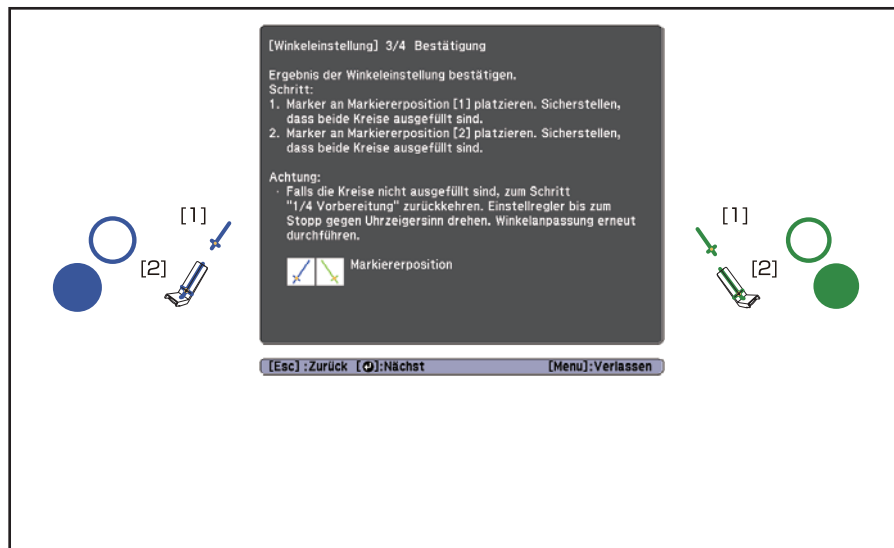 [Winkeleinstellung] 3/4 Bestätigung
Ergebnis der Winkeleinstellung bestätigen.
Schritt:
1. Marker an Markiererposition [1] platzieren. Sicherstellen,
dass beide Kreise ausgefüllt sind.
2. Marker an Markiererposition [2] platzieren. Sicherstellen,
dass beide Kreise ausgefüllt sind.
Achtung:
· Falls die Kreise nicht ausgefüllt sind, zum Schritt
"1/4 Vorbereitung" zurückkehren. Einstellregler bis zum
Stopp gegen Uhrzeigersinn drehen. Winkelanpassung erneut
durchführen.
[1]
[2]
[1]
[2]
Markiererposition
[Esc] :Zurück [⏎]:Nächst [Menu]:Verlassen